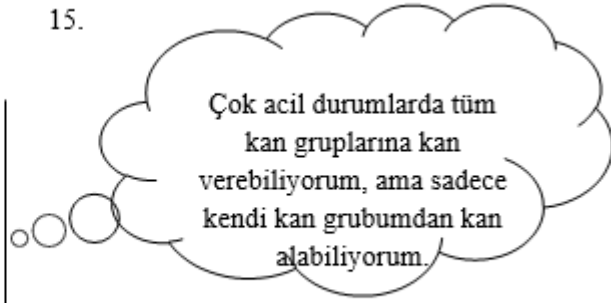 15.
Çok acil durumlarda tüm
kan gruplarına kan
verebiliyorum, ama sadece
kendi kan grubumdan kan
alabiliyorum.